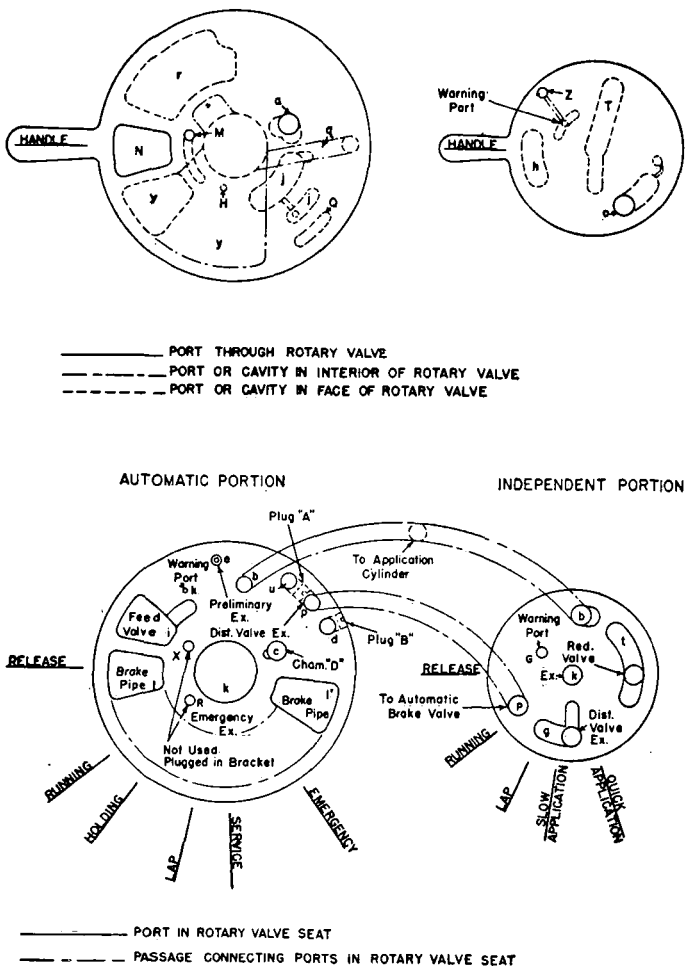 r
a
q
M
HANDLE
N
j
y
H
y
Q
Warning
Port
Z
T
HANDLE
h
o
PORT THROUGH ROTARY VALVE
PORT OR CAVITY IN INTERIOR OF ROTARY VALVE
PORT OR CAVITY IN FACE OF ROTARY VALVE
AUTOMATIC PORTION
INDEPENDENT PORTION
Plug "A"
Warning
Port
k
e
b
u
Preliminary
Ex.
Dist. Valve Ex.
p
d
Plug "B"
To Application
Cylinder
Feed
Valve i
X
c
Cham."D"
RELEASE
Brake
Pipe l
k
R
Emergency
Ex.
Brake l'
Pipe
Not Used
Plugged in Bracket
RUNNING
HOLDING
LAP
SERVICE
EMERGENCY
b
Warning
Port
G
t
Red.
Valve
RELEASE
Ex.
k
To Automatic
Brake Valve
P
g
Dist.
Valve
Ex.
RUNNING
LAP
SLOW
APPLICATION
QUICK
APPLICATION
PORT IN ROTARY VALVE SEAT
PASSAGE CONNECTING PORTS IN ROTARY VALVE SEAT